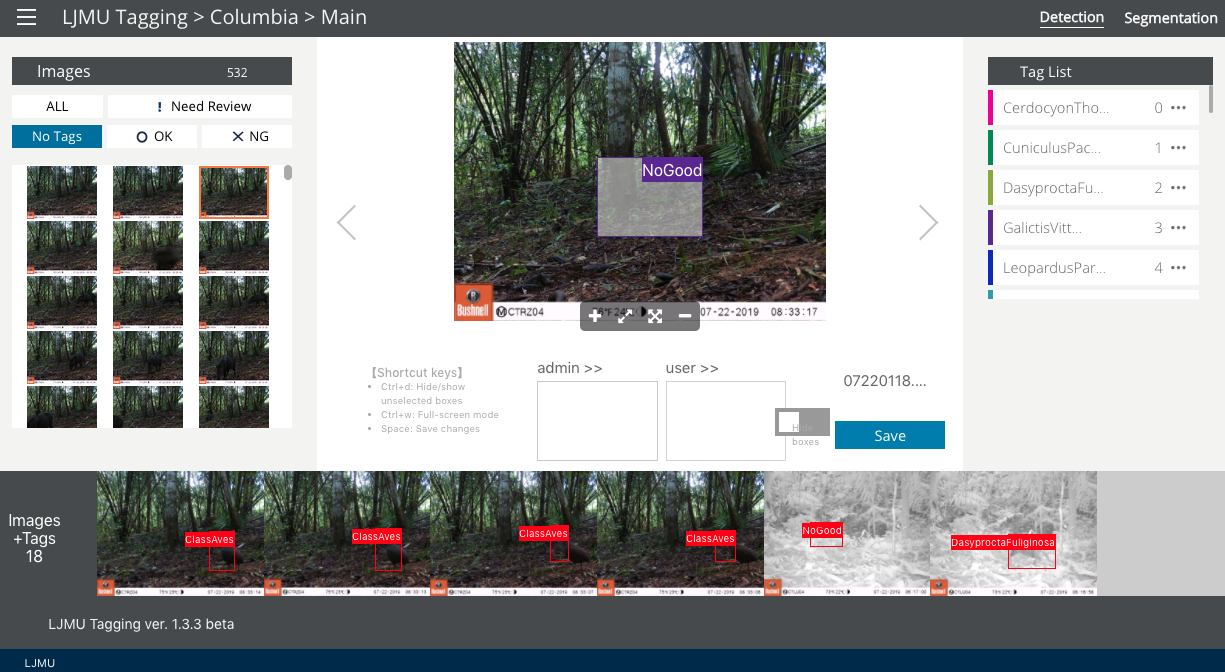 LJMU Tagging > Columbia > Main
Detection Segmentation
Images 532
ALL
! Need Review
No Tags
OK
NG
NoGood
Bushnell
CTRZ04
07-22-2019 08:33:17
【Shortcut keys】
Ctrl+d: Hide/show
unselected boxes
Ctrl+w: Full-screen mode
Space: Save changes
admin >>
user >>
07220118....
Hide
boxes
Save
Tag List
CerdocyonTho... 0
CuniculusPac... 1
DasyproctaFu... 2
GalictisVitt... 3
LeopardusPar... 4
Images
+Tags
18
ClassAves
ClassAves
ClassAves
ClassAves
NoGood
DasyproctaFuliginosa
LJMU Tagging ver. 1.3.3 beta
LJMU